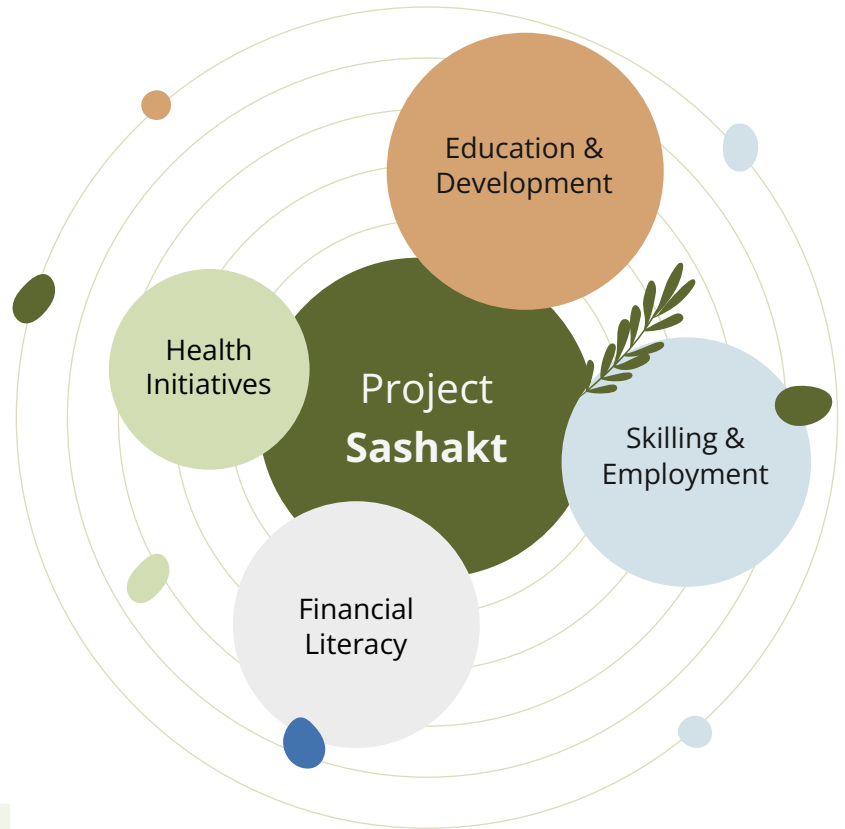 Education &
Development
Health
Initiatives
Project
Sashakt
Skilling &
Employment
Financial
Literacy